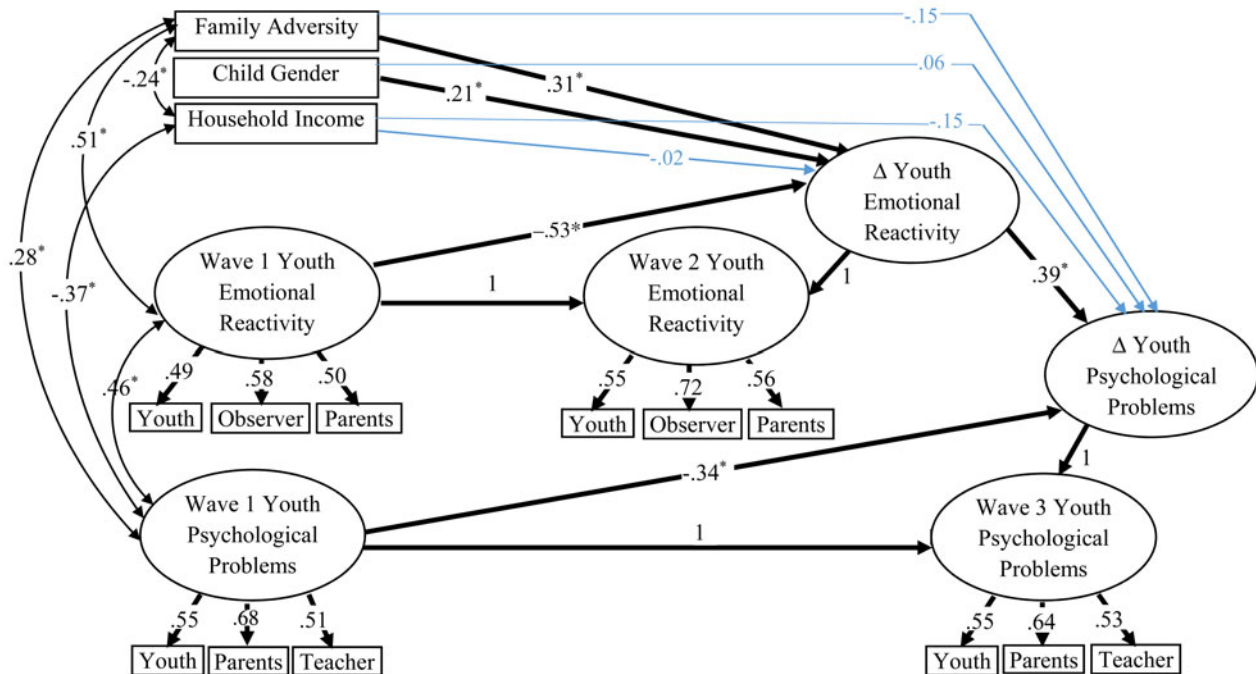 Family Adversity
-.15
Child Gender
.06
-.24*
.31*
.21*
Household Income
-.15
.51*
-.02
Δ Youth
Emotional
Reactivity
–.53*
.28*
Wave 1 Youth
Emotional
Reactivity
1
Wave 2 Youth
Emotional
Reactivity
1
.39*
-.37*
Δ Youth
Psychological
Problems
.46*
.49
.58
.50
.55
.72
.56
Youth
Observer
Parents
Youth
Observer
Parents
-.34*
1
Wave 1 Youth
Psychological
Problems
1
Wave 3 Youth
Psychological
Problems
.55
.68
.51
.55
.64
.53
Youth
Parents
Teacher
Youth
Parents
Teacher